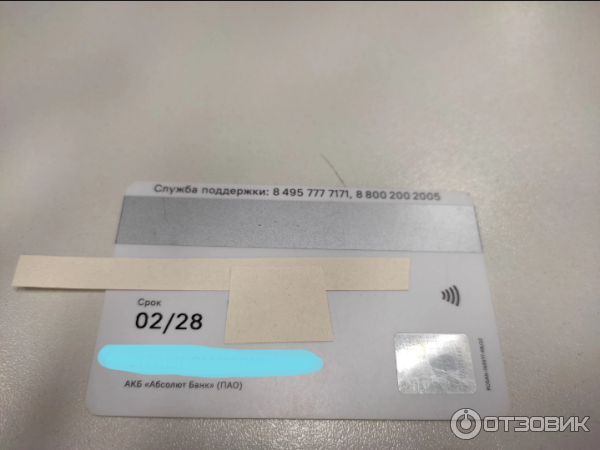 Служба поддержки: 8 495 777 7171, 8 800 200 2005
Срок
02/28
АКБ «Абсолют Банк» (ПАО)
ОТЗОВИК